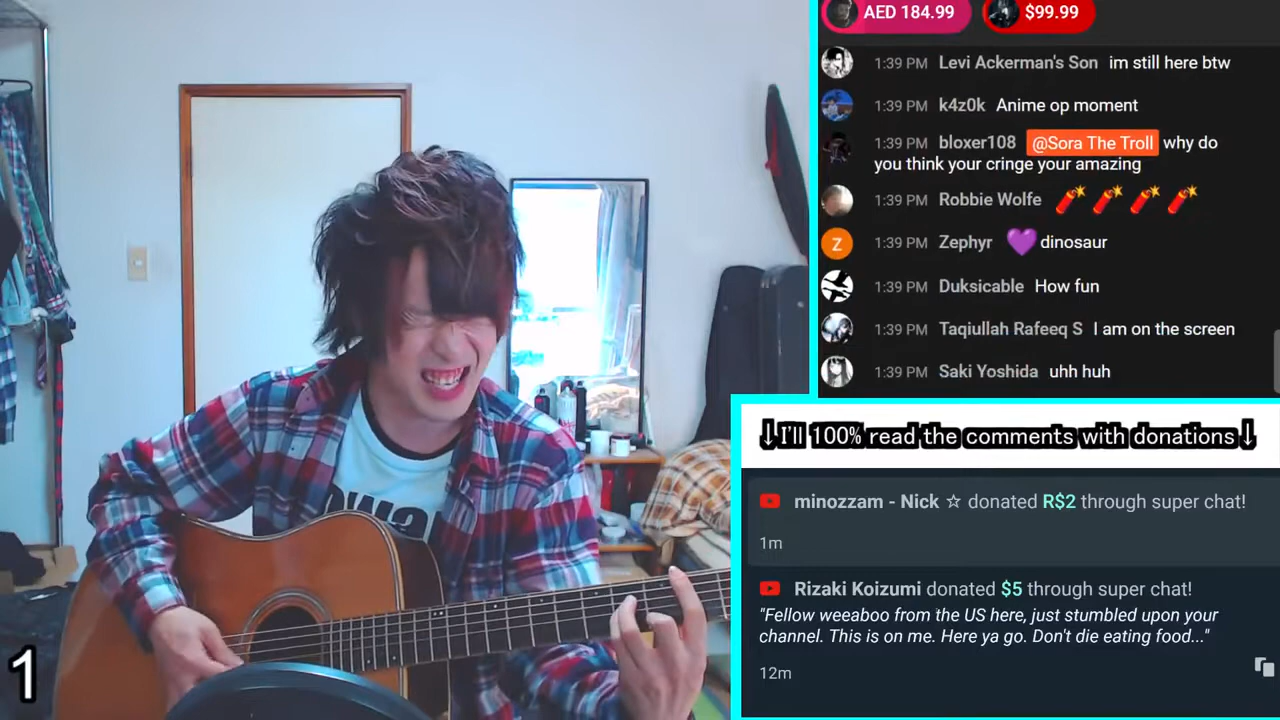 AED 184.99
$99.99
1:39 PM Levi Ackerman's Son im still here btw
1:39 PM k4z0k Anime op moment
1:39 PM bloxer108 @Sora The Troll why do
you think your cringe your amazing
1:39 PM Robbie Wolfe
1:39 PM Zephyr dinosaur
Z
1:39 PM Duksicable How fun
1:39 PM Taqiullah Rafeeq S I am on the screen
1:39 PM Saki Yoshida uhh huh
↓I'll 100% read the comments with donations↓
minozzam - Nick ☆ donated R$2 through super chat!
1m
Rizaki Koizumi donated $5 through super chat!
"Fellow weeaboo from the US here, just stumbled upon your
channel. This is on me. Here ya go. Don't die eating food..."
12m
1